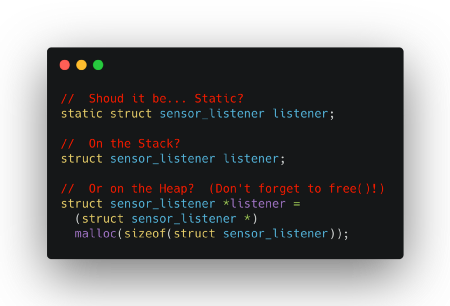 //  Shoud it be... Static?
static struct sensor_listener listener;
//  On the Stack?
struct sensor_listener listener;
//  Or on the Heap?  (Don't forget to free()!)
struct sensor_listener *listener =
  (struct sensor_listener *)
  malloc(sizeof(struct sensor_listener));